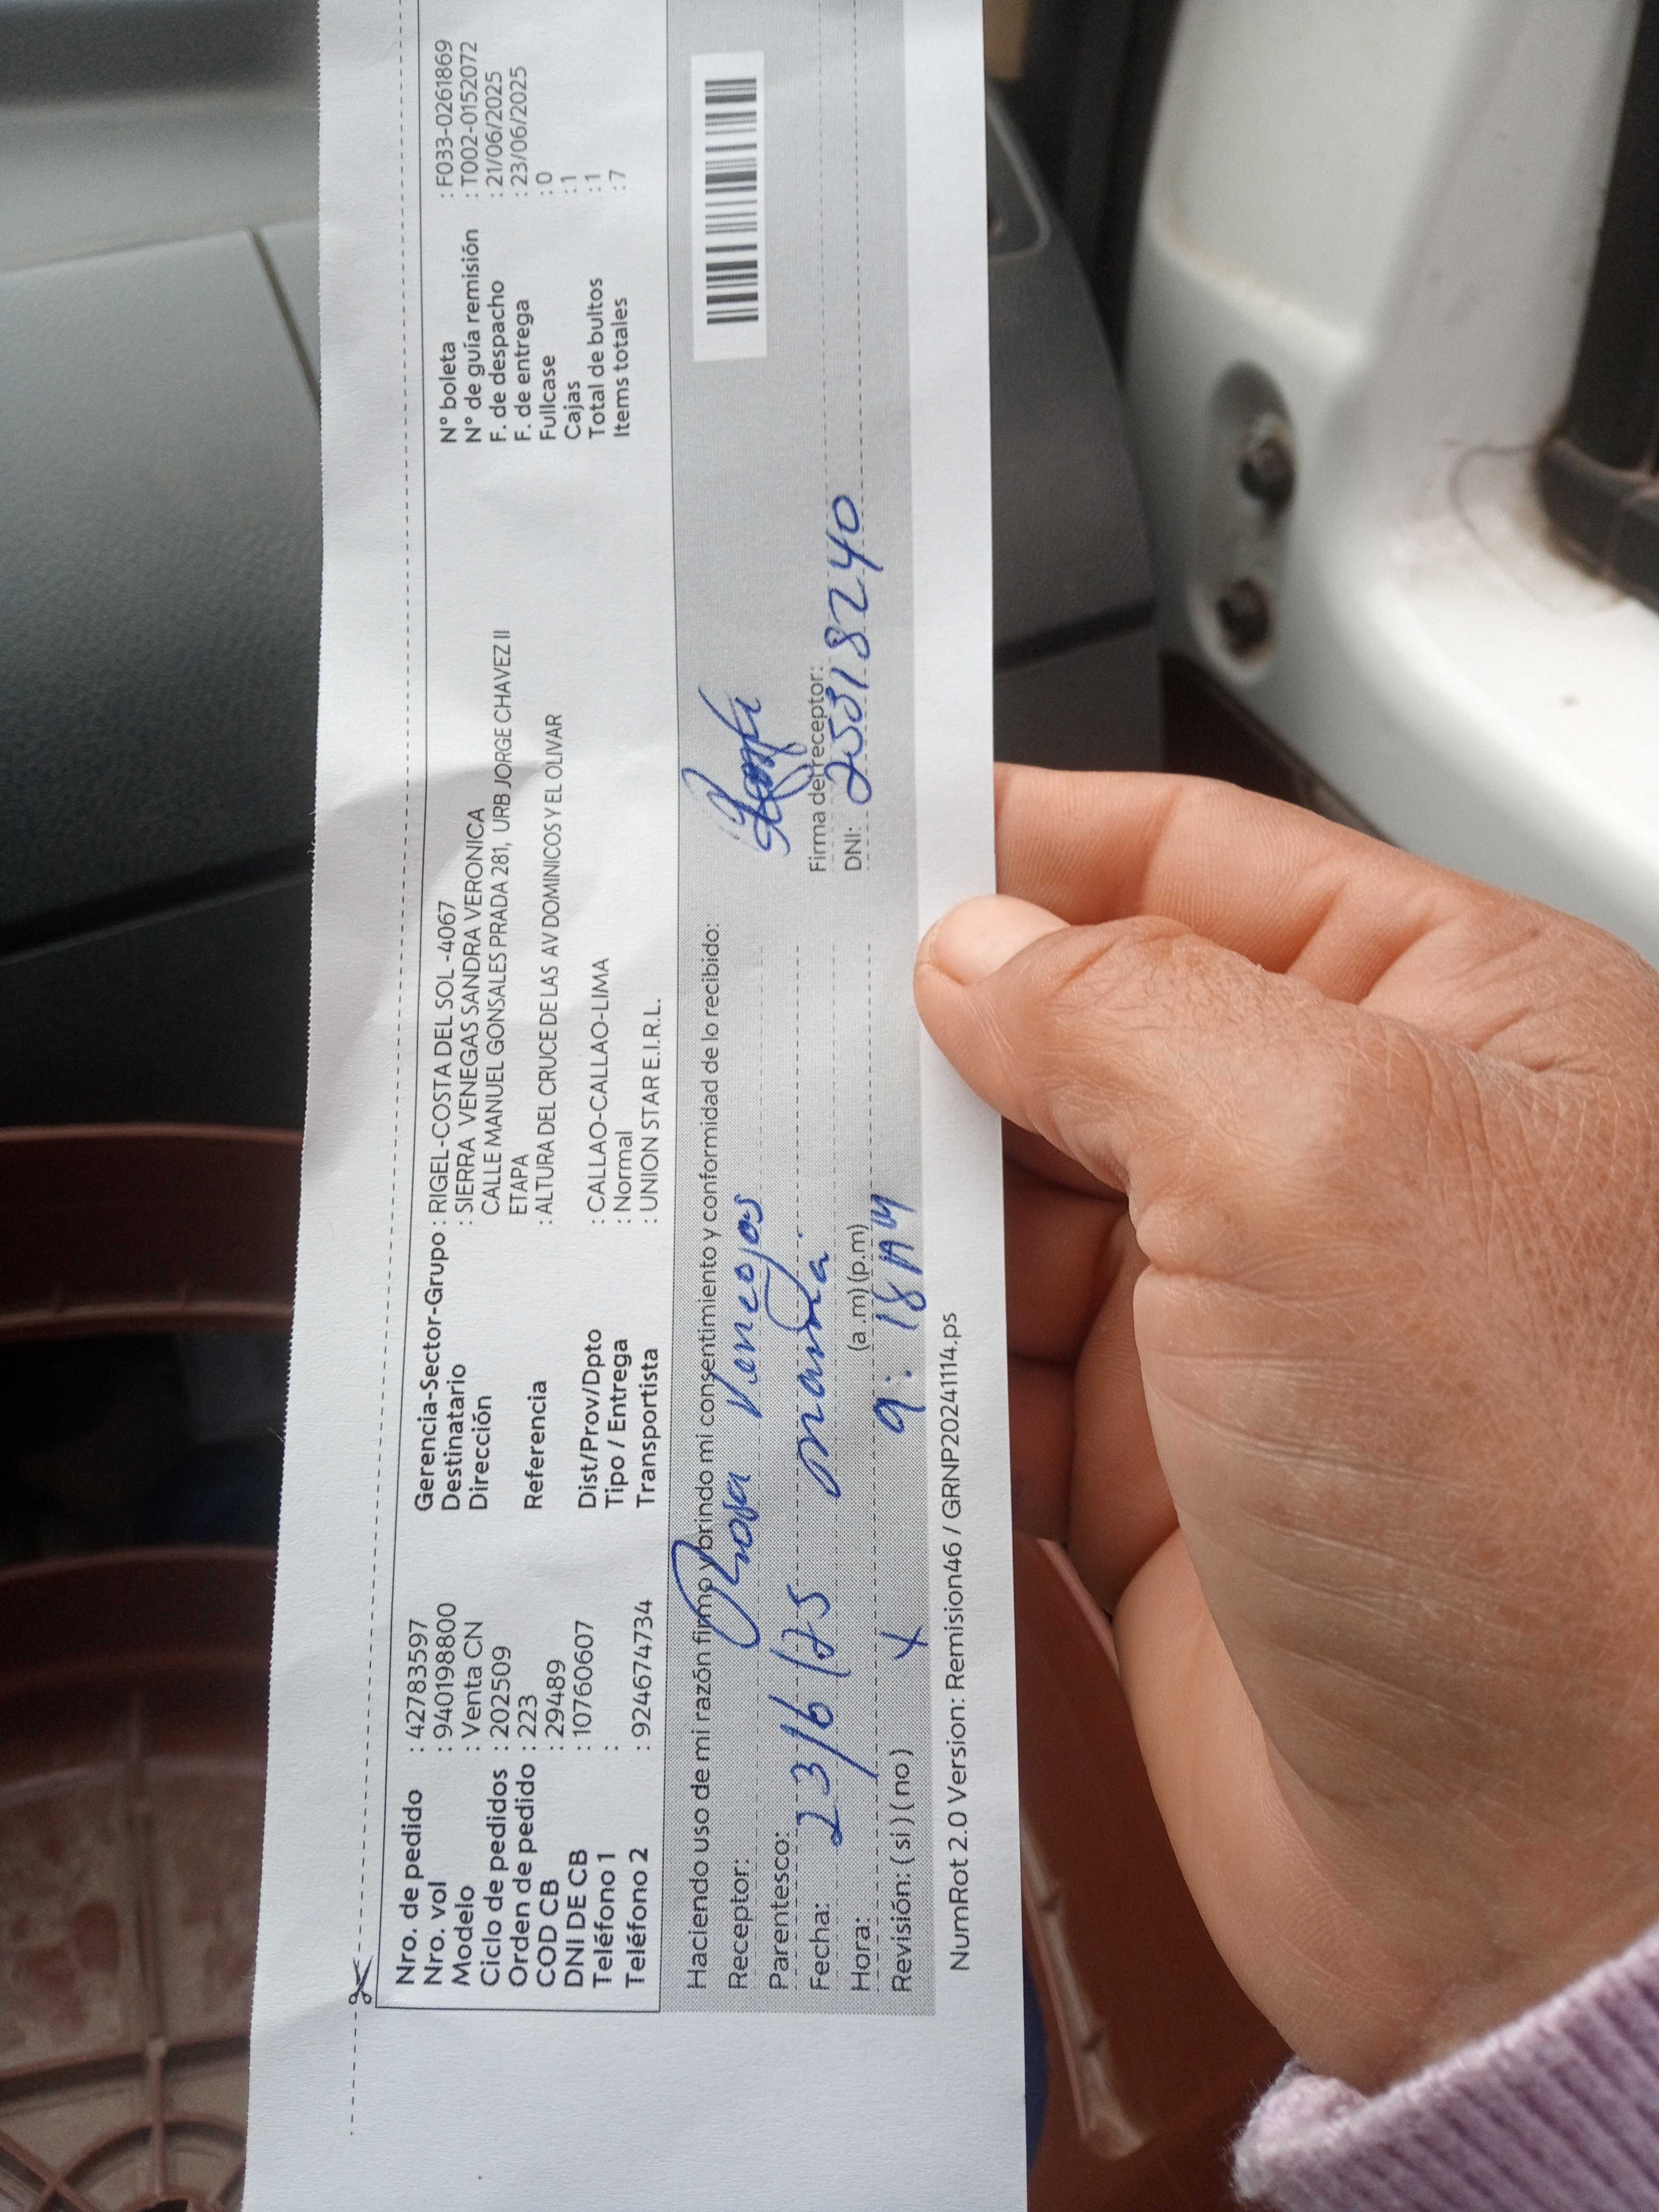 Nro. de pedido : 42783597
Nro. vol : 940198800
Modelo : Venta CN
Ciclo de pedidos : 202509
Orden de pedido : 223
COD CB : 29489
DNI DE CB : 10760607
Teléfono 1 :
Teléfono 2 : 924674734
Gerencia-Sector-Grupo : RIGEL-COSTA DEL SOL -4067
Destinatario : SIERRA VENEGAS SANDRA VERONICA
Dirección CALLE MANUEL GONSALES PRADA 281, URB JORGE CHAVEZ II
ETAPA
Referencia : ALTURA DEL CRUCE DE LAS AV DOMINICOS Y EL OLIVAR
Dist/Prov/Dpto : CALLAO-CALLAO-LIMA
Tipo / Entrega : Normal
Transportista : UNION STAR E.I.R.L.
N° boleta : F033-0261869
N° de guía remisión : T002-0152072
F. de despacho : 21/06/2025
F. de entrega : 23/06/2025
Fullcase : 0
Cajas : 1
Total de bultos : 1
Items totales : 7
Haciendo uso de mi razón firmo y brindo mi consentimiento y conformidad de lo recibido:
Receptor: Rosa Venegas
Parentesco: mamá
Fecha: 23/6/25
Hora: (a.m) (p.m) 9:18 AM
Revisión: ( si ) ( no ) X
Firma del receptor:
DNI: 25818240
NumRot 2.0 Version: Remision46 / GRNP20241114.ps